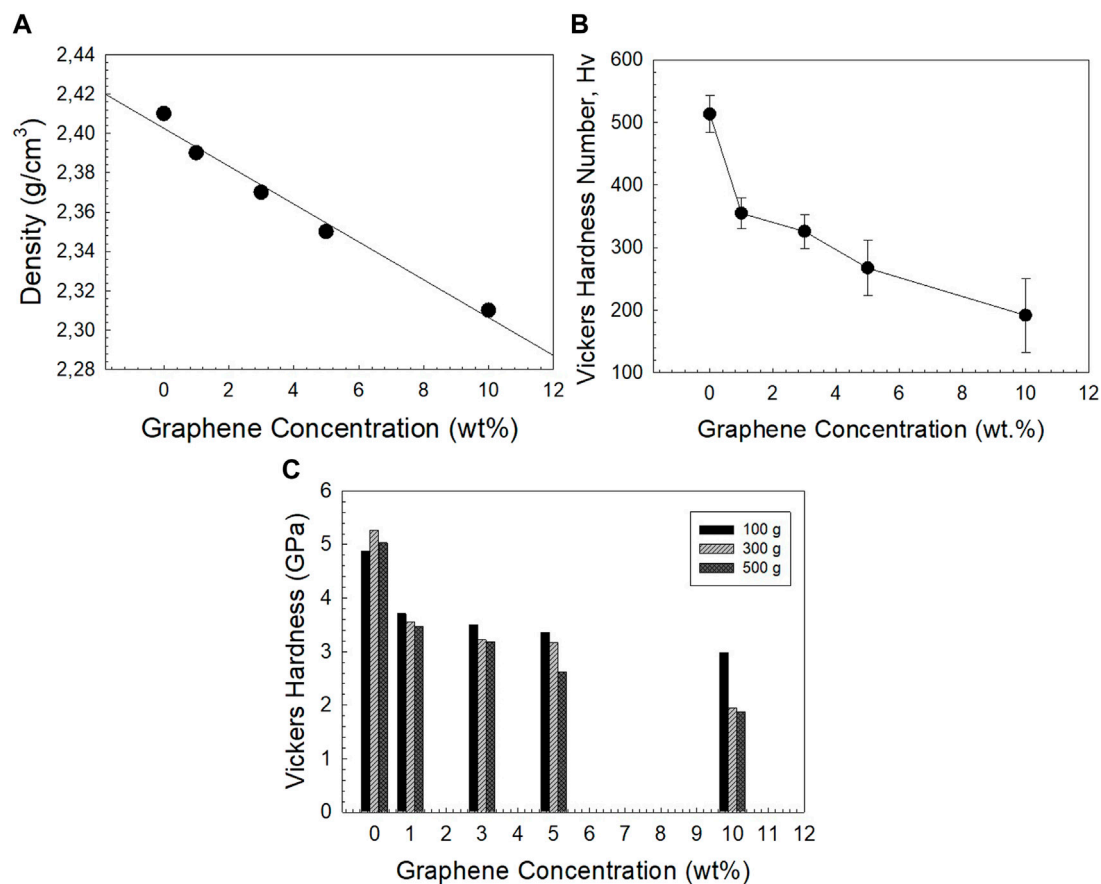 A
Density (g/cm³)
2,44
2,42
2,40
2,38
2,36
2,34
2,32
2,30
2,28
0 2 4 6 8 10 12
Graphene Concentration (wt%)
B
Vickers Hardness Number, Hv
600
500
400
300
200
100
0 2 4 6 8 10 12
Graphene Concentration (wt.%)
C
Vickers Hardness (GPa)
6
5
4
3
2
1
0
100 g
300 g
500 g
0 1 2 3 4 5 6 7 8 9 10 11 12
Graphene Concentration (wt%)